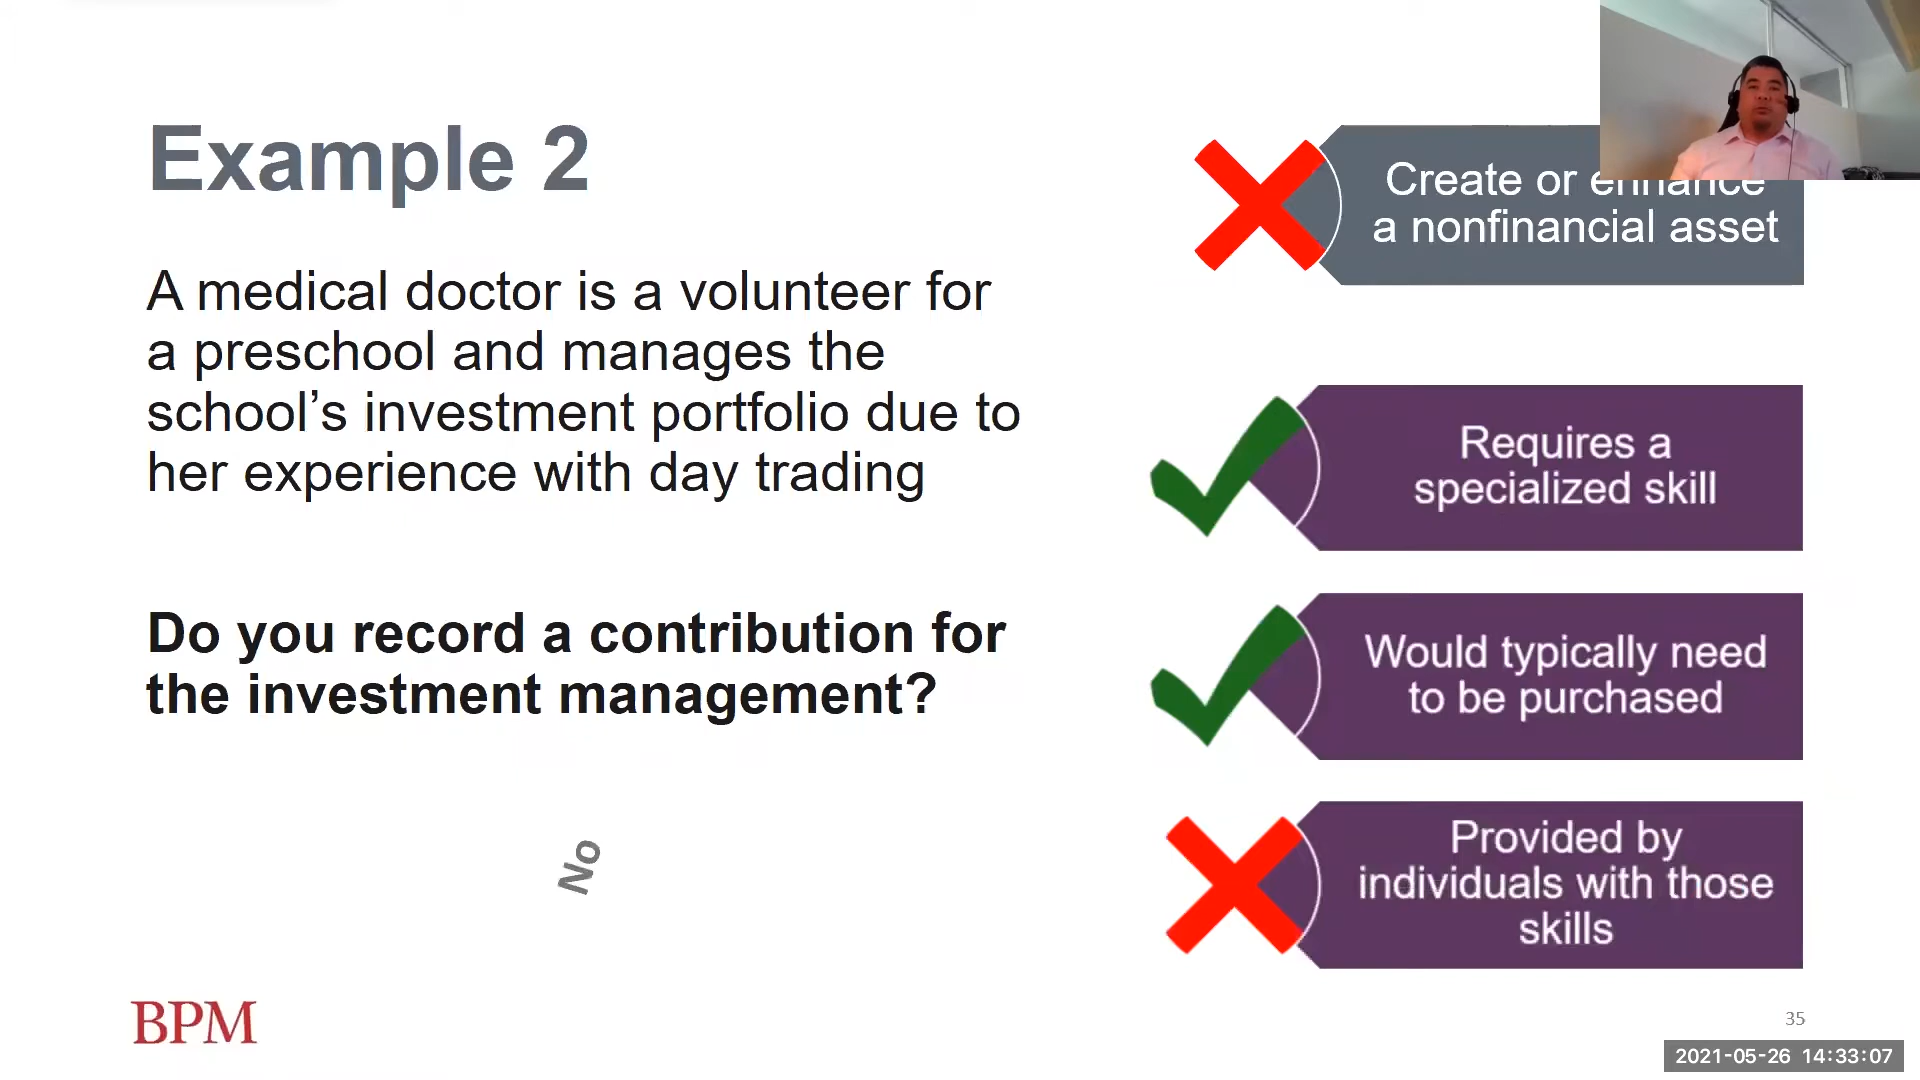 Example 2
A medical doctor is a volunteer for
a preschool and manages the
school’s investment portfolio due to
her experience with day trading
Do you record a contribution for
the investment management?
No
Create or enhance
a nonfinancial asset
Requires a
specialized skill
Would typically need
to be purchased
Provided by
individuals with those
skills
BPM
35
2021-05-26 14:33:07